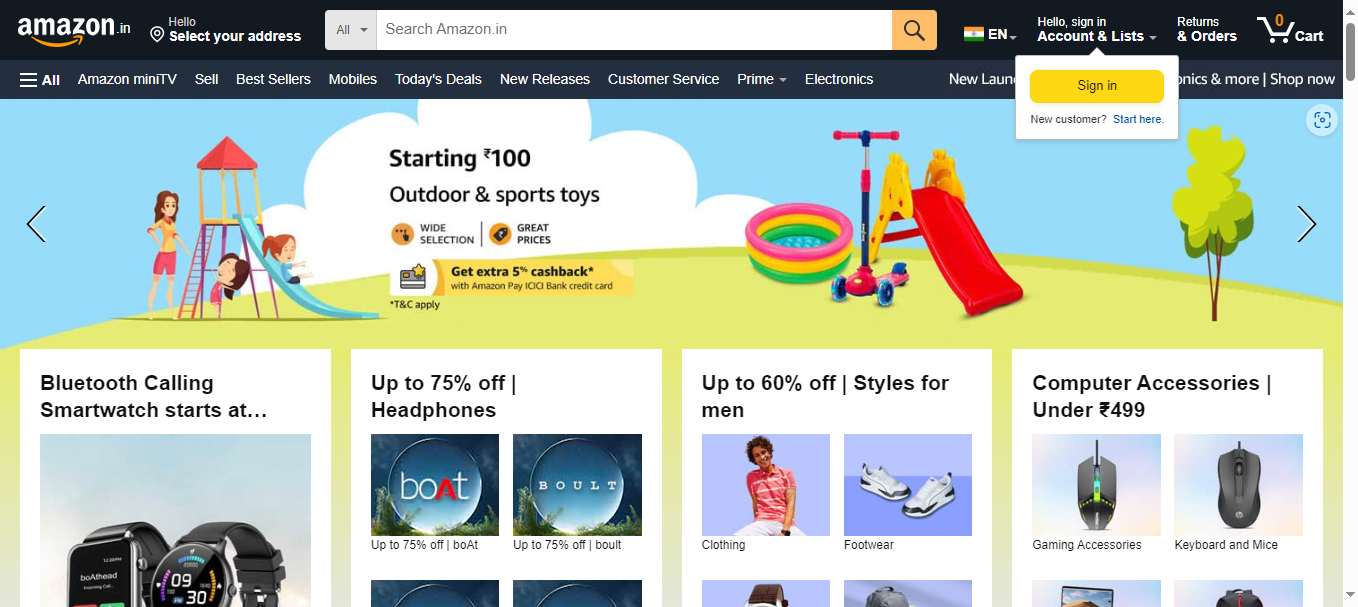 amazon.in
Hello
Select your address
All
Search Amazon.in
EN
Hello, sign in
Account & Lists
Returns
& Orders
0
Cart
All
Amazon miniTV
Sell
Best Sellers
Mobiles
Today's Deals
New Releases
Customer Service
Prime
Electronics
New Laun
onics & more | Shop now
Sign in
New customer? Start here.
Starting ₹100
Outdoor & sports toys
WIDE
SELECTION
GREAT
PRICES
Get extra 5% cashback*
with Amazon Pay ICICI Bank credit card
*T&C apply
Bluetooth Calling
Smartwatch starts at…
boAthead
Incoming Call...
09
30
Up to 75% off |
Headphones
boAt
BOULT
Up to 75% off | boAt
Up to 75% off | boult
Up to 60% off | Styles for
men
Clothing
Footwear
Computer Accessories |
Under ₹499
hp
Gaming Accessories
Keyboard and Mice